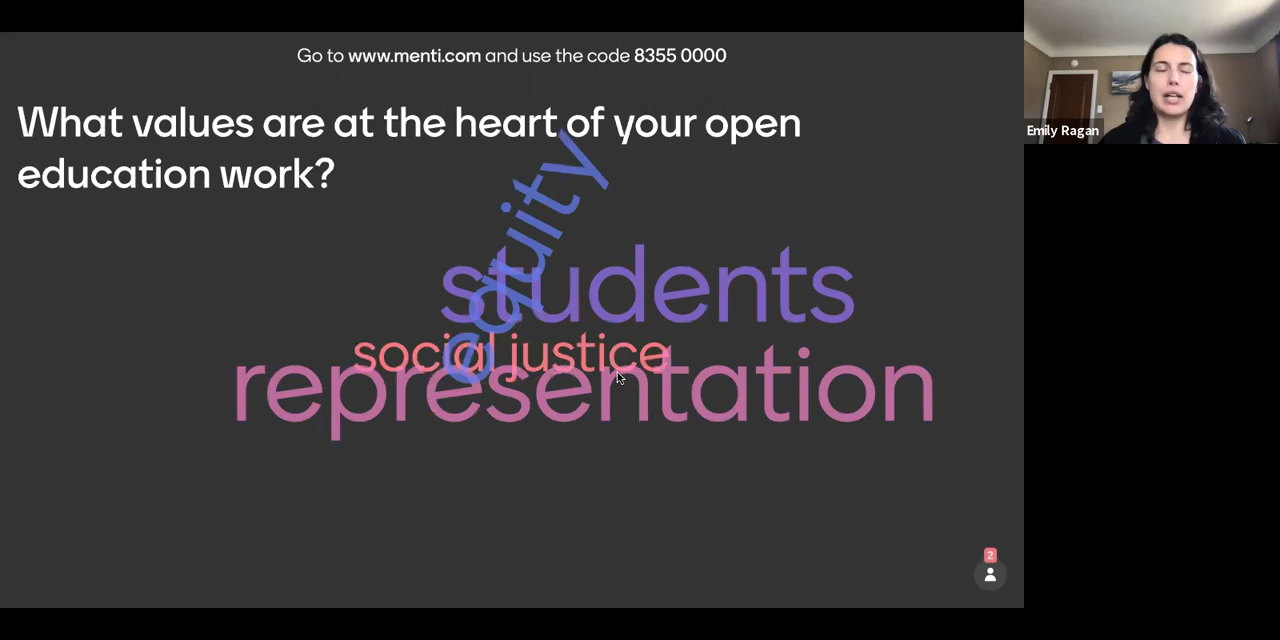 Go to www.menti.com and use the code 8355 0000
What values are at the heart of your open
education work?
equity
students
social justice
representation
2
Emily Ragan